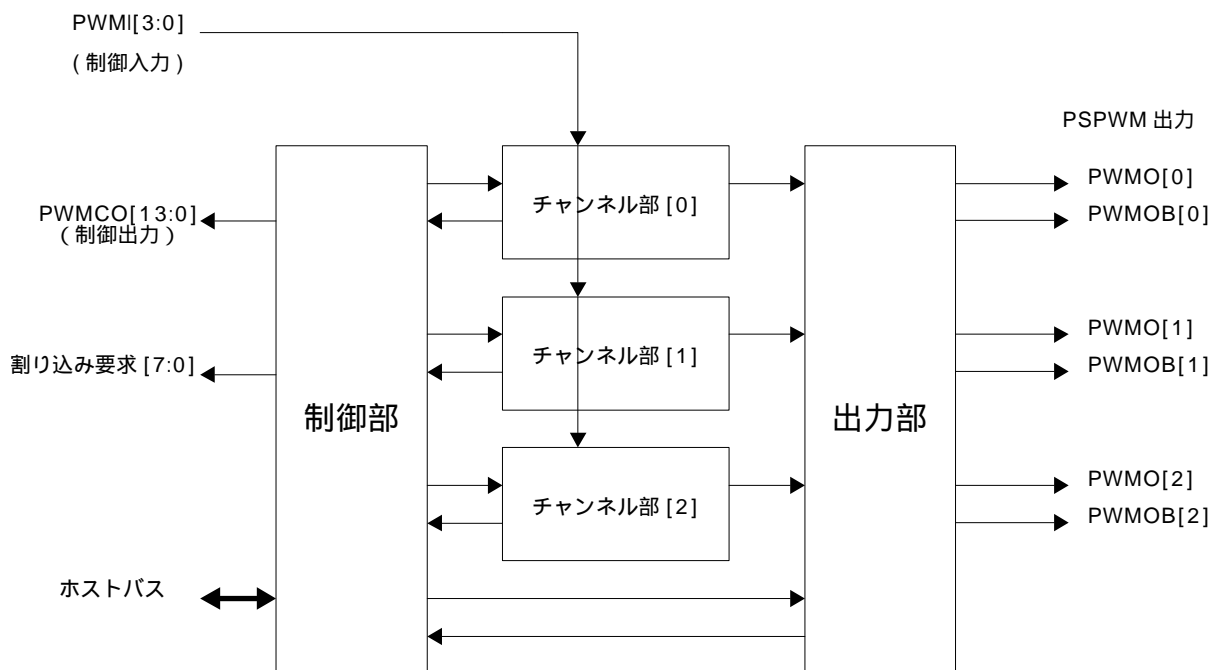 PWMI[3:0]
(制御入力)
PSPWM 出力
PWMCO[13:0]
(制御出力)
割り込み要求 [7:0]
ホストバス
制御部
チャンネル部 [0]
チャンネル部 [1]
チャンネル部 [2]
出力部
PWMO[0]
PWMOB[0]
PWMO[1]
PWMOB[1]
PWMO[2]
PWMOB[2]